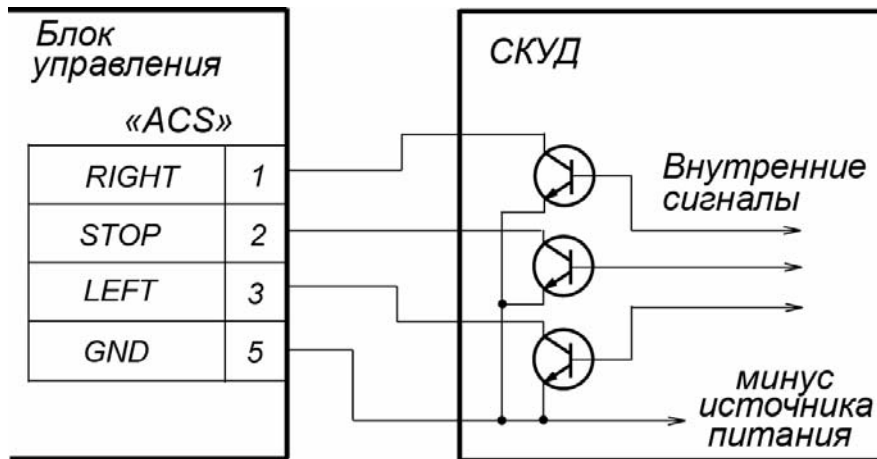 Блок
управления
«ACS»
RIGHT 1
STOP 2
LEFT 3
GND 5
СКУД
Внутренние
сигналы
минус
источника
питания